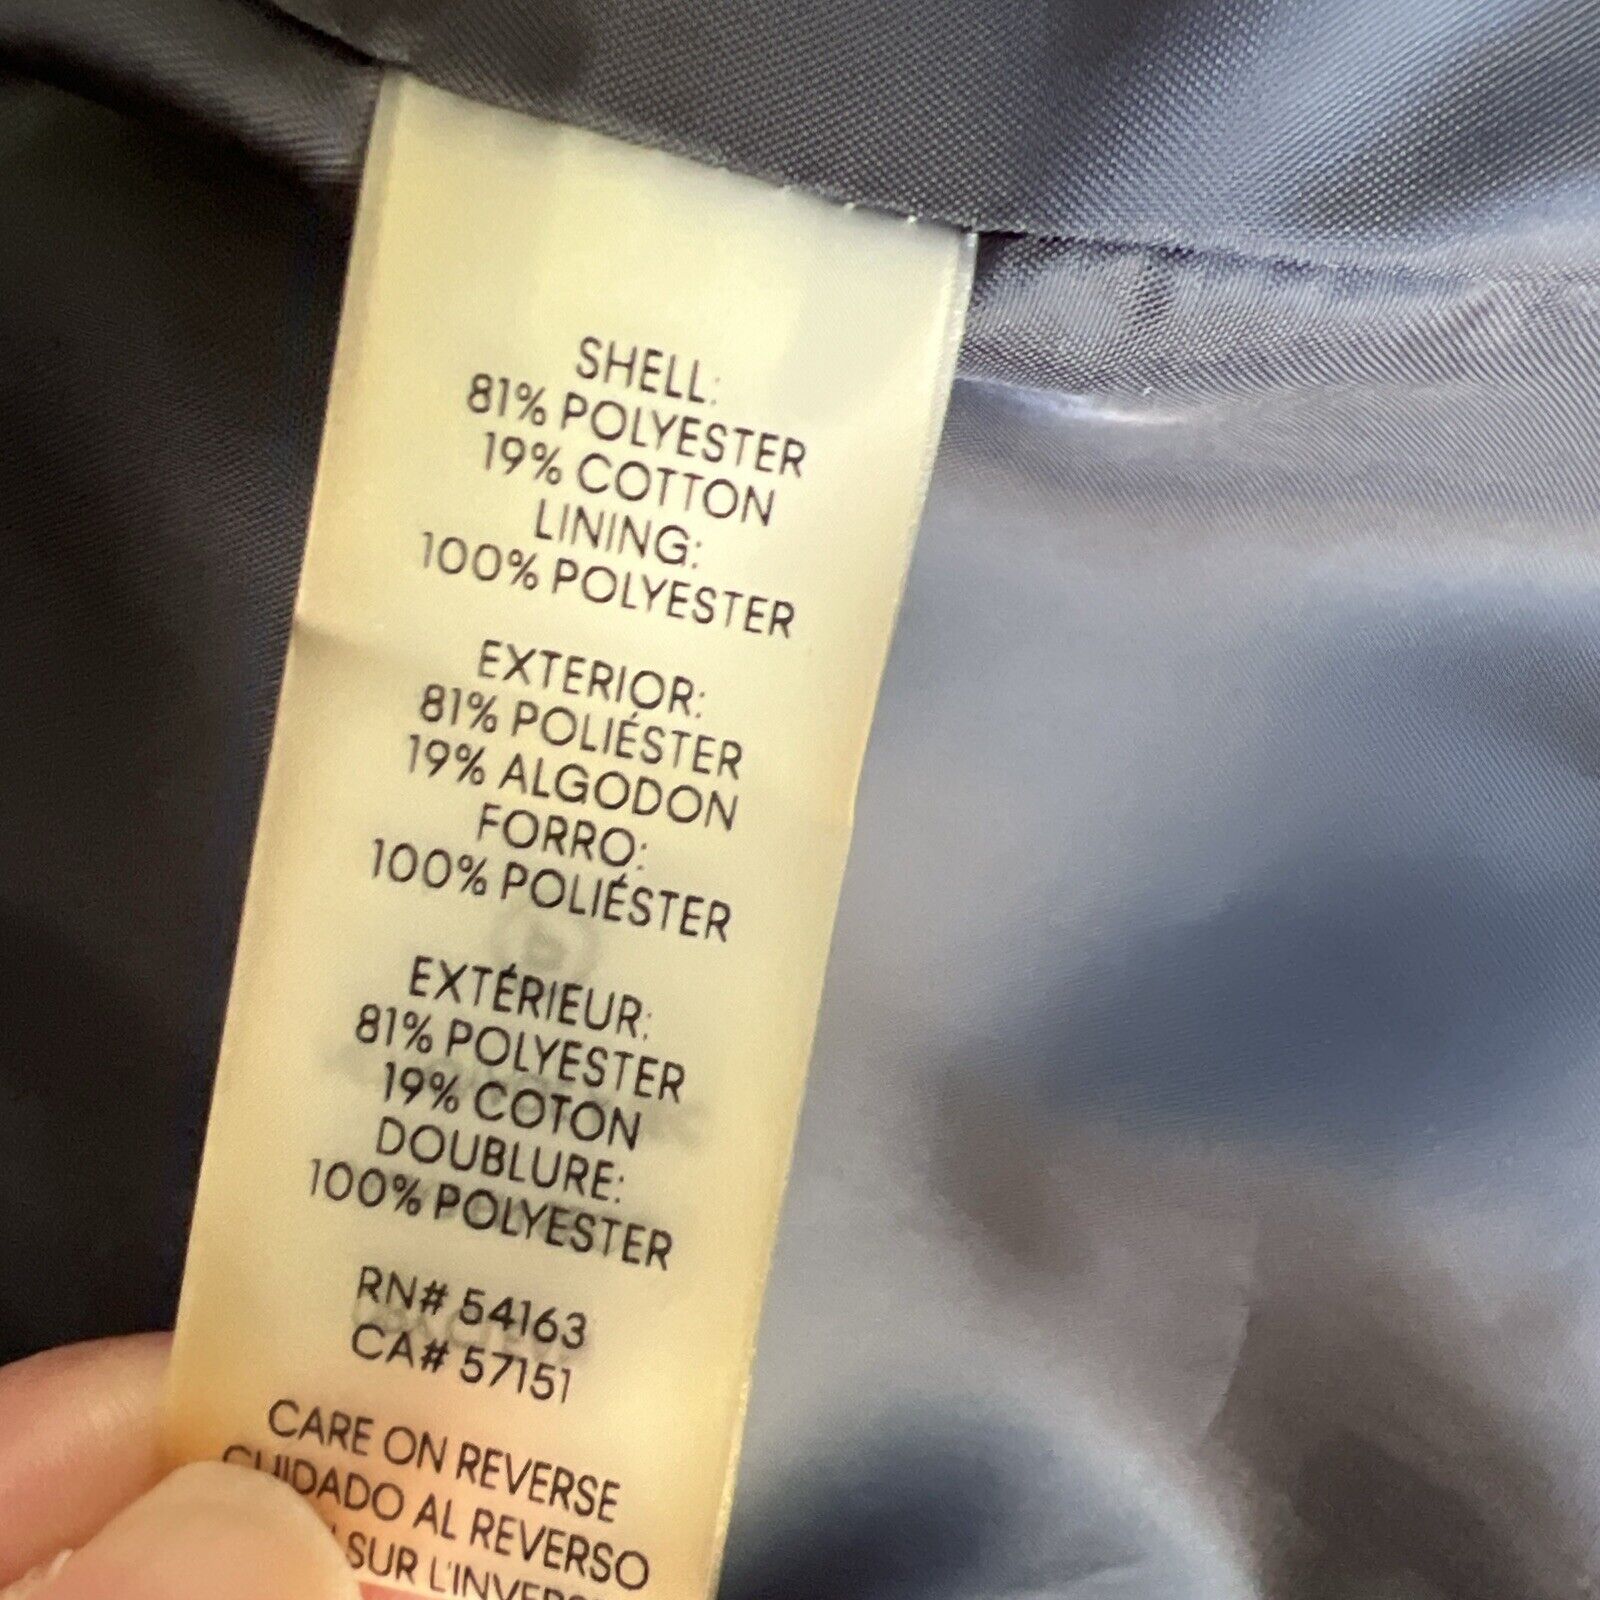 SHELL:
81% POLYESTER
19% COTTON
LINING:
100% POLYESTER
EXTERIOR:
81% POLIÉSTER
19% ALGODON
FORRO:
100% POLIÉSTER
EXTÉRIEUR:
81% POLYESTER
19% COTON
DOUBLURE:
100% POLYESTER
RN# 54163
CA# 57151
CARE ON REVERSE
CUIDADO AL REVERSO
SUR